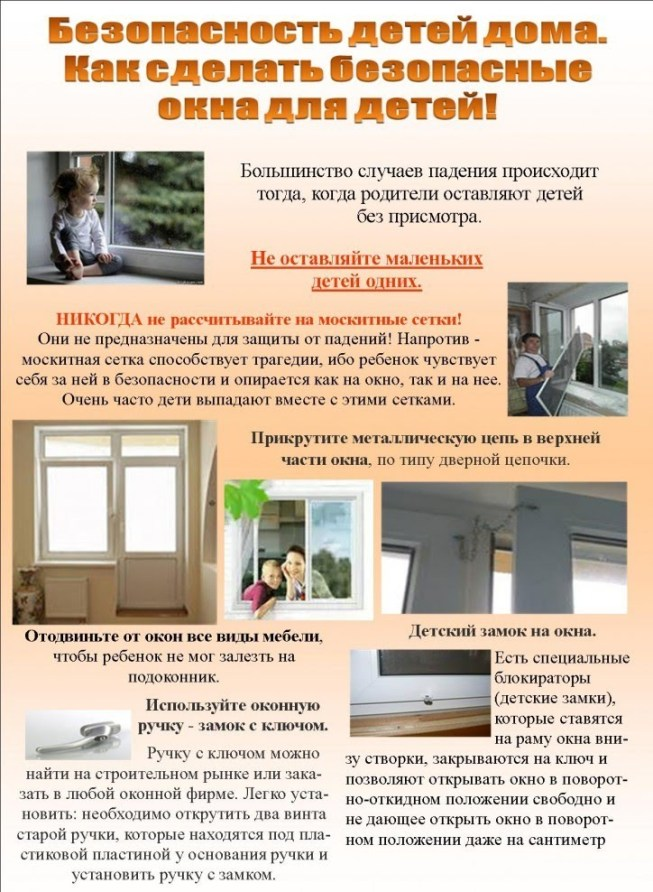 Безопасность детей дома.
Как сделать безопасные
окна для детей!
Большинство случаев падения происходит
тогда, когда родители оставляют детей
без присмотра.
Не оставляйте маленьких
детей одних.
НИКОГДА не рассчитывайте на москитные сетки!
Они не предназначены для защиты от падений! Напротив -
москитная сетка способствует трагедии, ибо ребенок чувствует
себя за ней в безопасности и опирается как на окно, так и на нее.
Очень часто дети выпадают вместе с этими сетками.
Прикрутите металлическую цепь в верхней
части окна, по типу дверной цепочки.
Отодвиньте от окон все виды мебели,
чтобы ребенок не мог залезть на
подоконник.
Используйте оконную
ручку - замок с ключом.
Ручку с ключом можно
найти на строительном рынке или зака-
зать в любой оконной фирме. Легко уста-
новить: необходимо открутить два винта
старой ручки, которые находятся под пла-
стиковой пластиной у основания ручки и
установить ручку с замком.
Детский замок на окна.
Есть специальные
блокираторы
(детские замки),
которые ставятся
на раму окна вни-
зу створки, закрываются на ключ и
позволяют открывать окно в поворот-
но-откидном положении свободно и
не дающее открыть окно в поворот-
ном положении даже на сантиметр